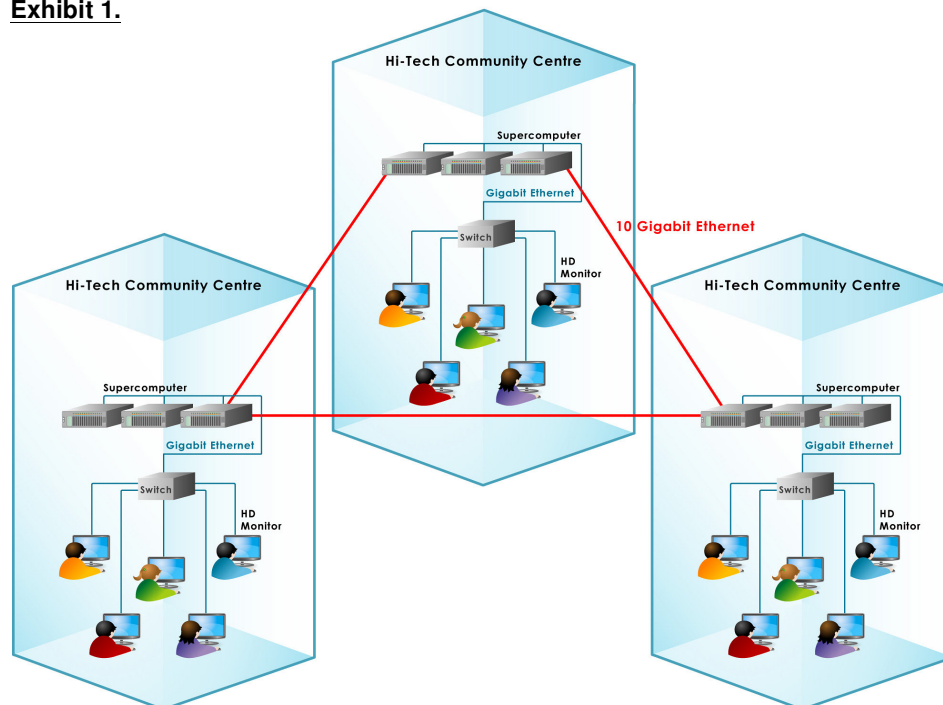 Exhibit 1.
Hi-Tech Community Centre
Supercomputer
Gigabit Ethernet
10 Gigabit Ethernet
Switch
HD
Monitor
Hi-Tech Community Centre
Supercomputer
Gigabit Ethernet
Switch
HD
Monitor
Hi-Tech Community Centre
Supercomputer
Gigabit Ethernet
Switch
HD
Monitor